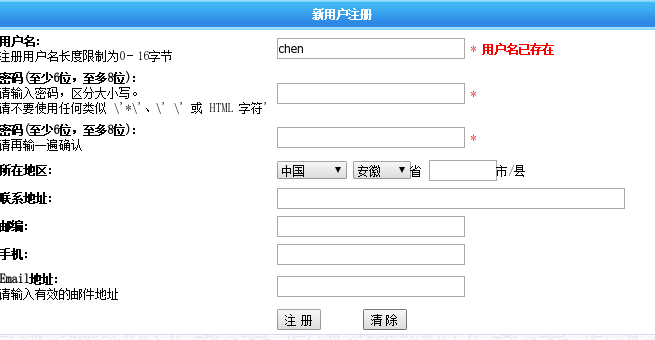 新用户注册
用户名:
注册用户名长度限制为0－16字节
chen * 用户名已存在
密码(至少6位，至多8位):
请输入密码，区分大小写。
请不要使用任何类似 \'*\'、\' \' 或 HTML 字符'
*
密码(至少6位，至多8位):
请再输一遍确认
*
所在地区: 中国 安徽 省 市/县
联系地址:
邮编:
手机:
Email地址:
请输入有效的邮件地址
注 册 清 除